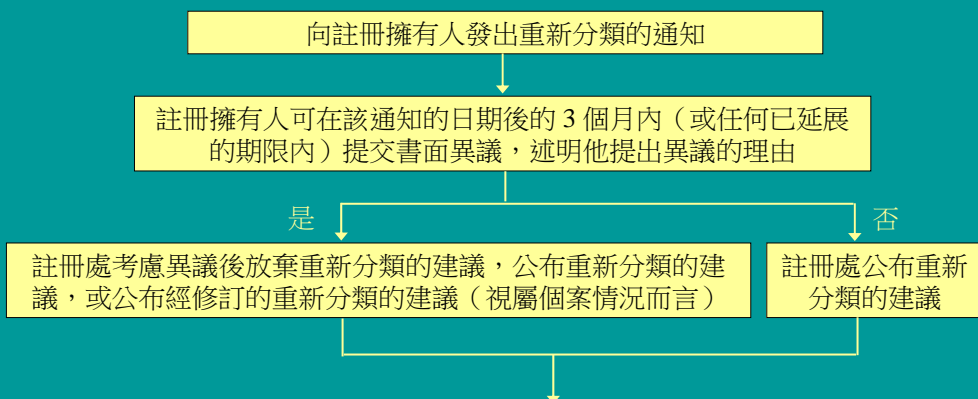 向註冊擁有人發出重新分類的通知
註冊擁有人可在該通知的日期後的 3 個月內（或任何已延展
的期限內）提交書面異議，述明他提出異議的理由
是
否
註冊處考慮異議後放棄重新分類的建議，公布重新分類的建
議，或公布經修訂的重新分類的建議（視屬個案情況而言）
註冊處公布重新
分類的建議